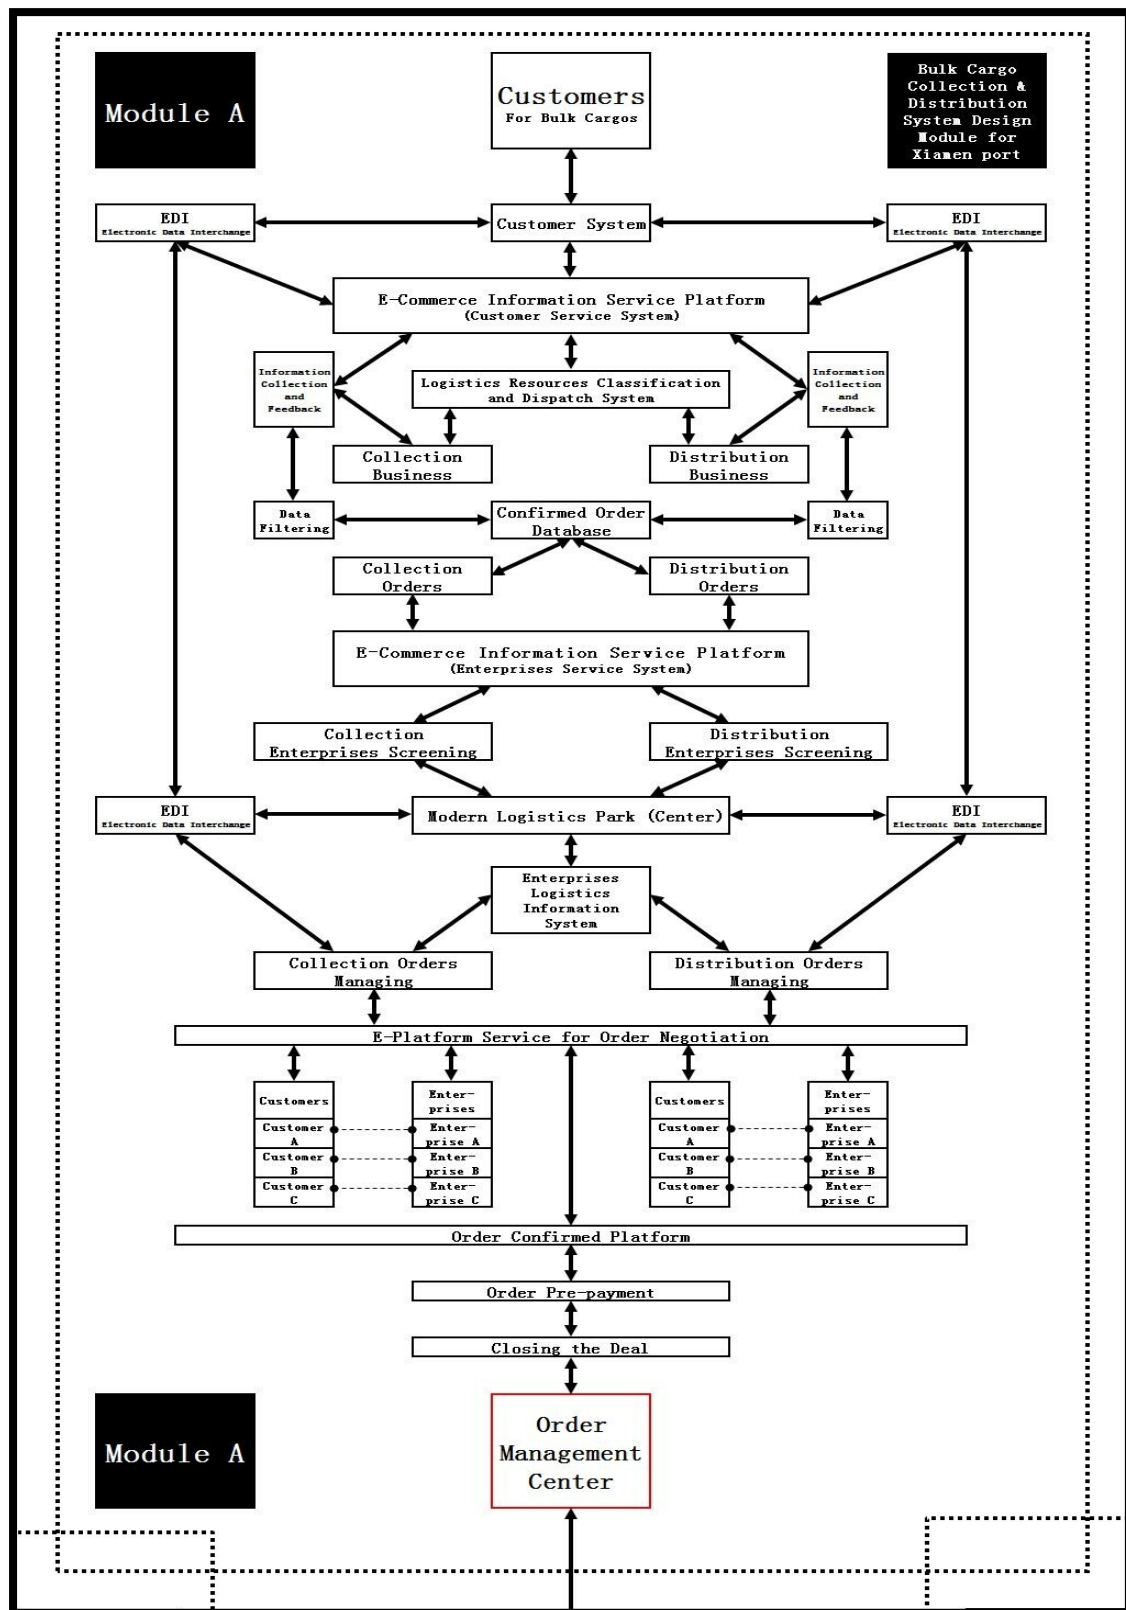 Module A
Customers
For Bulk Cargos
Bulk Cargo
Collection &
Distribution
System Design
Module for
Xiamen port
EDI
Electronic Data Interchange
Customer System
EDI
Electronic Data Interchange
E-Commerce Information Service Platform
(Customer Service System)
Information
Collection
and
Feedback
Logistics Resources Classification
and Dispatch System
Information
Collection
and
Feedback
Collection
Business
Distribution
Business
Data
Filtering
Confirmed Order
Database
Data
Filtering
Collection
Orders
Distribution
Orders
E-Commerce Information Service Platform
(Enterprises Service System)
Collection
Enterprises Screening
Distribution
Enterprises Screening
EDI
Electronic Data Interchange
Modern Logistics Park (Center)
EDI
Electronic Data Interchange
Enterprises
Logistics
Information
System
Collection Orders
Managing
Distribution Orders
Managing
E-Platform Service for Order Negotiation
Customers
Enter-
prises
Customers
Enter-
prises
Customer
A
Enter-
prise A
Customer
A
Enter-
prise A
Customer
B
Enter-
prise B
Customer
B
Enter-
prise B
Customer
C
Enter-
prise C
Customer
C
Enter-
prise C
Order Confirmed Platform
Order Pre-payment
Closing the Deal
Module A
Order
Management
Center